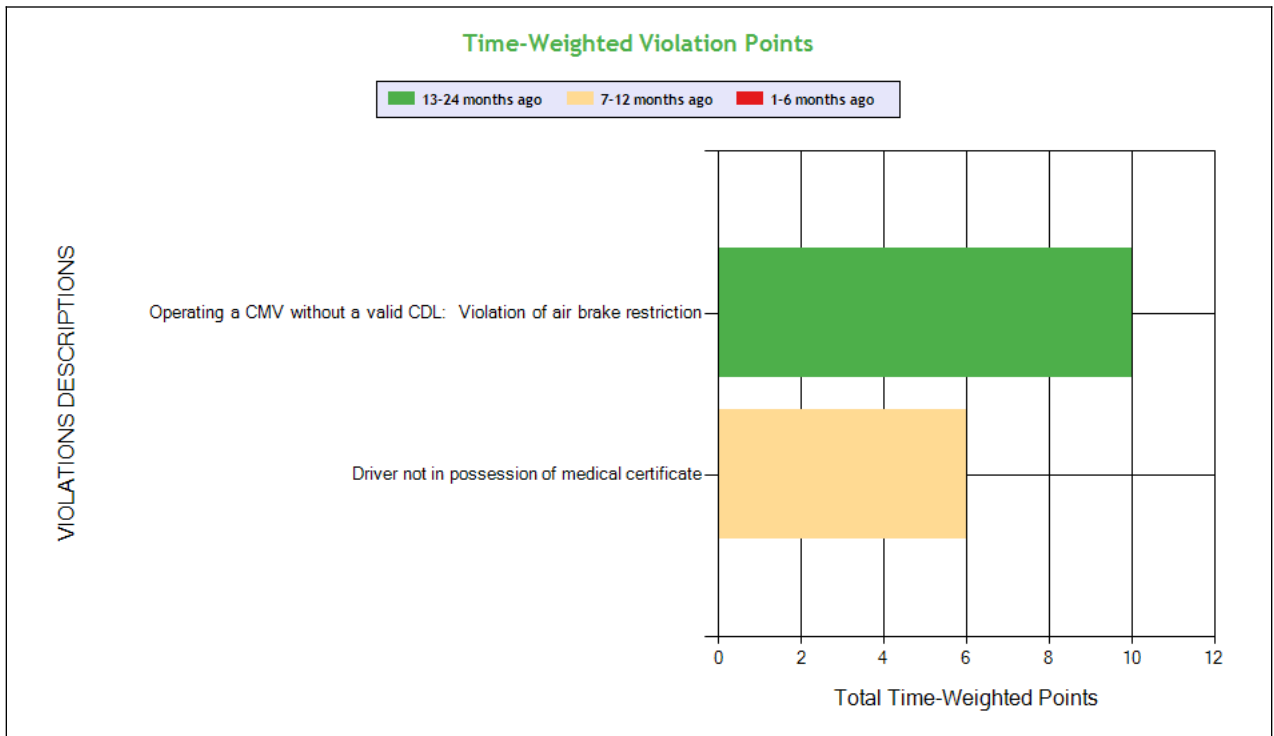 Time-Weighted Violation Points
13-24 months ago 7-12 months ago 1-6 months ago
VIOLATIONS DESCRIPTIONS
Operating a CMV without a valid CDL:  Violation of air brake restriction
Driver not in possession of medical certificate
0 2 4 6 8 10 12
Total Time-Weighted Points